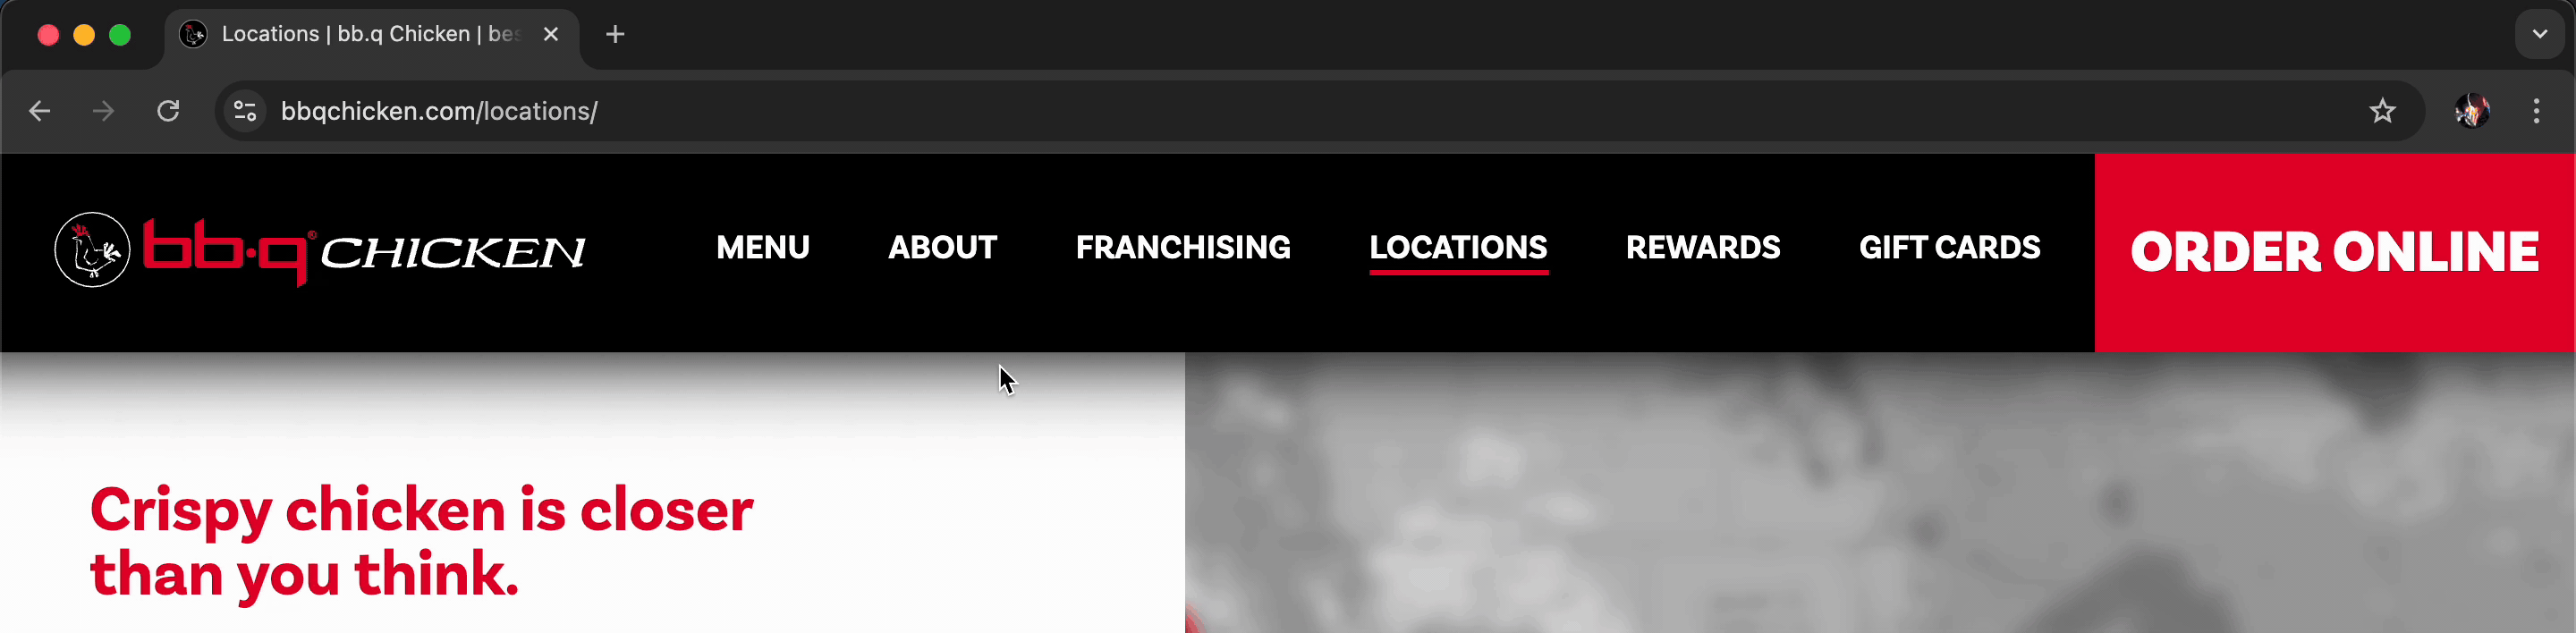 Locations | bb.q Chicken | bes
bbqchicken.com/locations/
bb.q® CHICKEN
MENU
ABOUT
FRANCHISING
LOCATIONS
REWARDS
GIFT CARDS
ORDER ONLINE
Crispy chicken is closer
than you think.